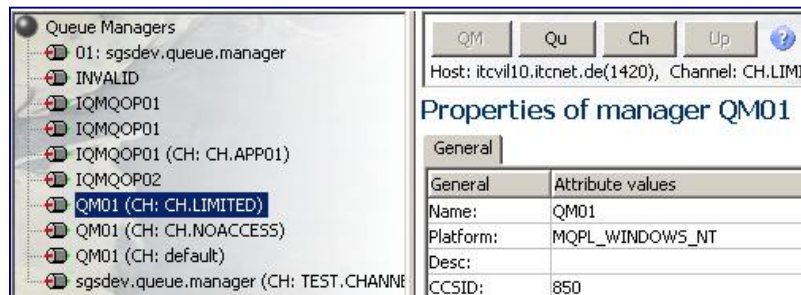 Queue Managers
01: sgsdev.queue.manager
INVALID
IQMQOP01
IQMQOP01
IQMQOP01 (CH: CH.APP01)
IQMQOP02
QM01 (CH: CH.LIMITED)
QM01 (CH: CH.NOACCESS)
QM01 (CH: default)
sgsdev.queue.manager (CH: TEST.CHANNE
QM Qu Ch Up ?
Host: itcvil10.itcnet.de(1420), Channel: CH.LIMI
Properties of manager QM01
General
General Attribute values
Name: QM01
Platform: MQPL_WINDOWS_NT
Desc:
CCSID: 850